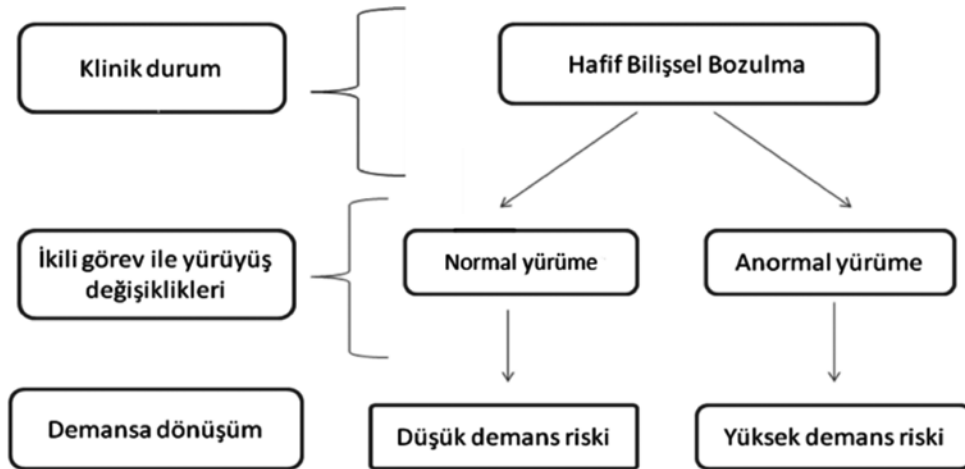 Klinik durum
Hafif Bilişsel Bozulma
İkili görev ile yürüyüş
değişiklikleri
Normal yürüme
Anormal yürüme
Demansa dönüşüm
Düşük demans riski
Yüksek demans riski